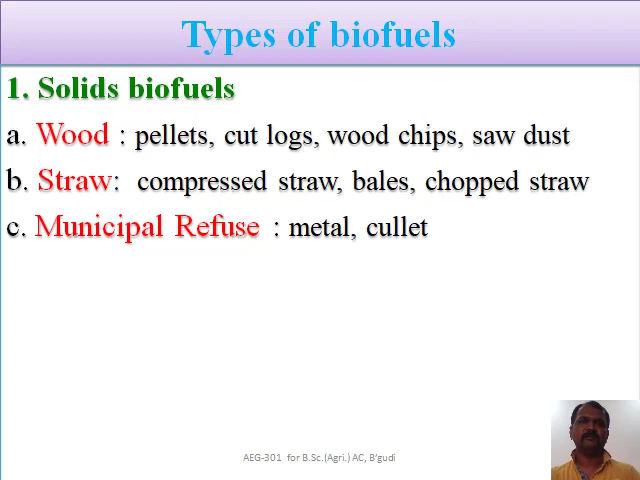 Types of biofuels
1. Solids biofuels
a. Wood : pellets, cut logs, wood chips, saw dust
b. Straw: compressed straw, bales, chopped straw
c. Municipal Refuse : metal, cullet
AEG-301 for B.Sc.(Agri.) AC, B'gudi